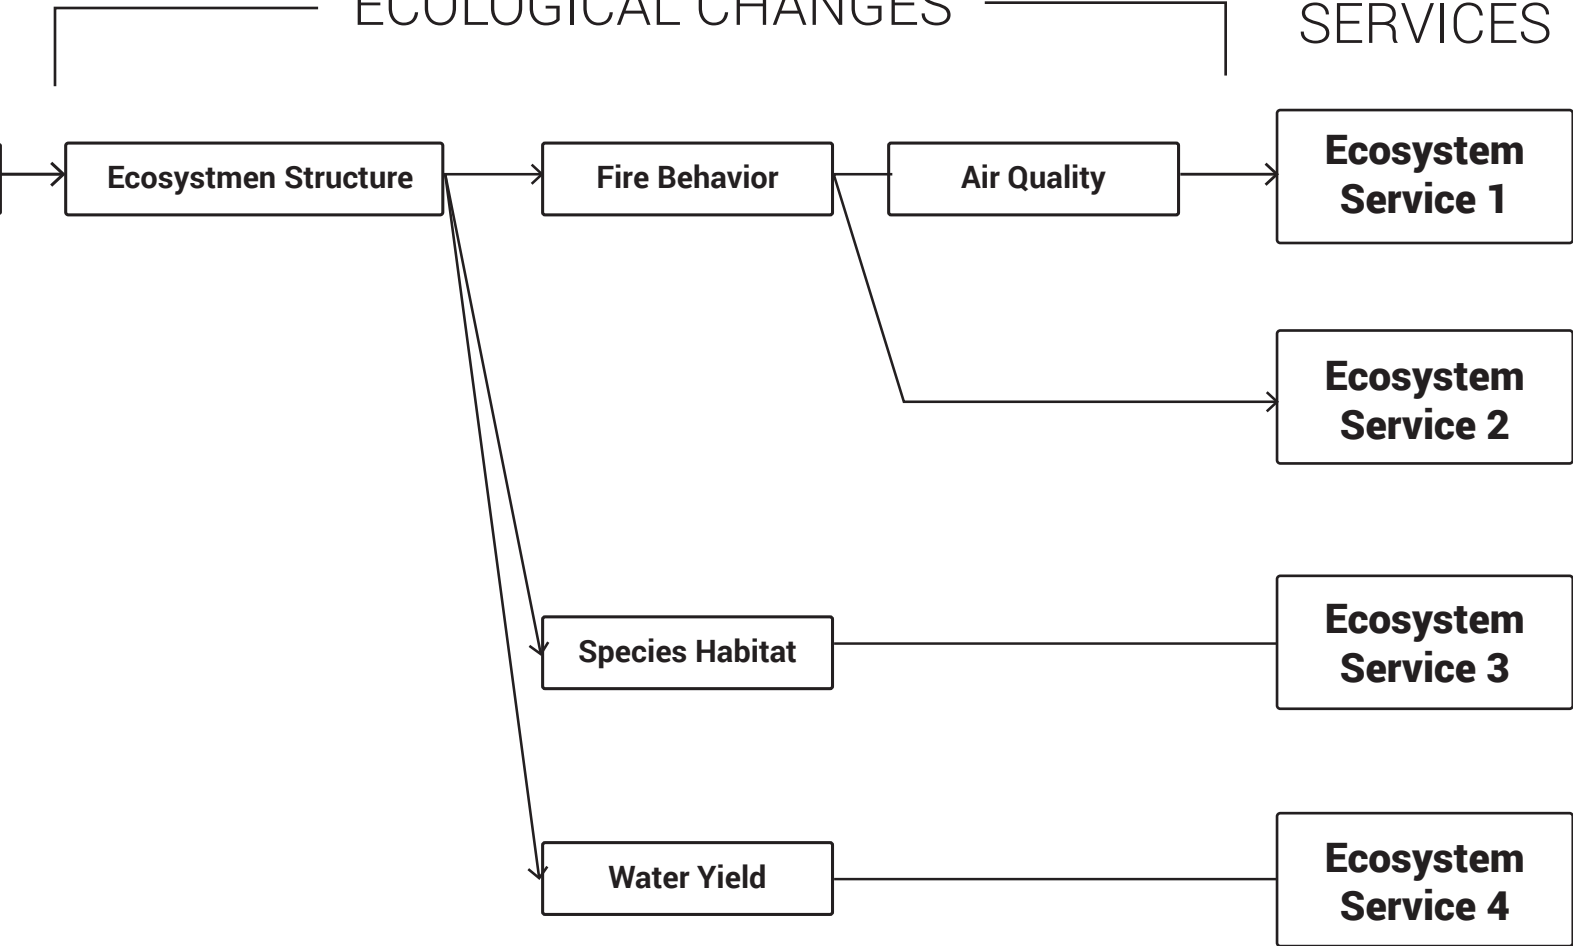 ECOLOGICAL CHANGES
SERVICES
Ecosystmen Structure
Fire Behavior
Air Quality
Ecosystem
Service 1
Ecosystem
Service 2
Species Habitat
Ecosystem
Service 3
Water Yield
Ecosystem
Service 4